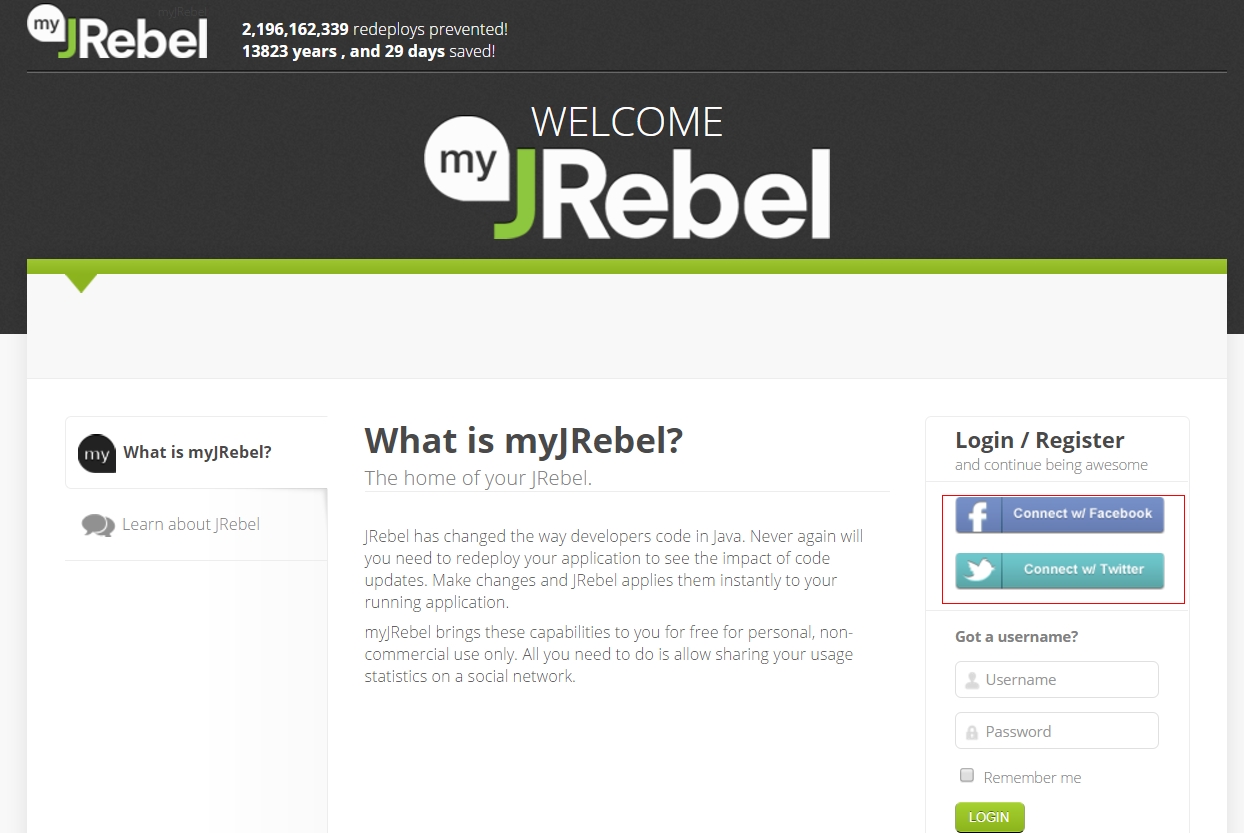 myJRebel
my JRebel
2,196,162,339 redeploys prevented!
13823 years , and 29 days saved!
WELCOME
my JRebel
my What is myJRebel?
Learn about JRebel
What is myJRebel?
The home of your JRebel.
JRebel has changed the way developers code in Java. Never again will
you need to redeploy your application to see the impact of code
updates. Make changes and JRebel applies them instantly to your
running application.
myJRebel brings these capabilities to you for free for personal, non-
commercial use only. All you need to do is allow sharing your usage
statistics on a social network.
Login / Register
and continue being awesome
f Connect w/ Facebook
Connect w/ Twitter
Got a username?
Username
Password
Remember me
LOGIN